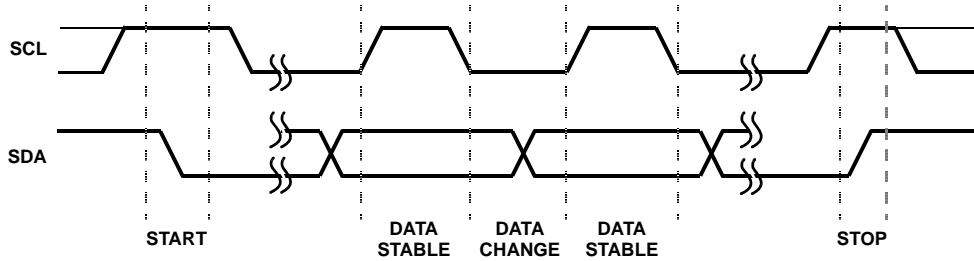 SCL
SDA
START
DATA
STABLE
DATA
CHANGE
DATA
STABLE
STOP